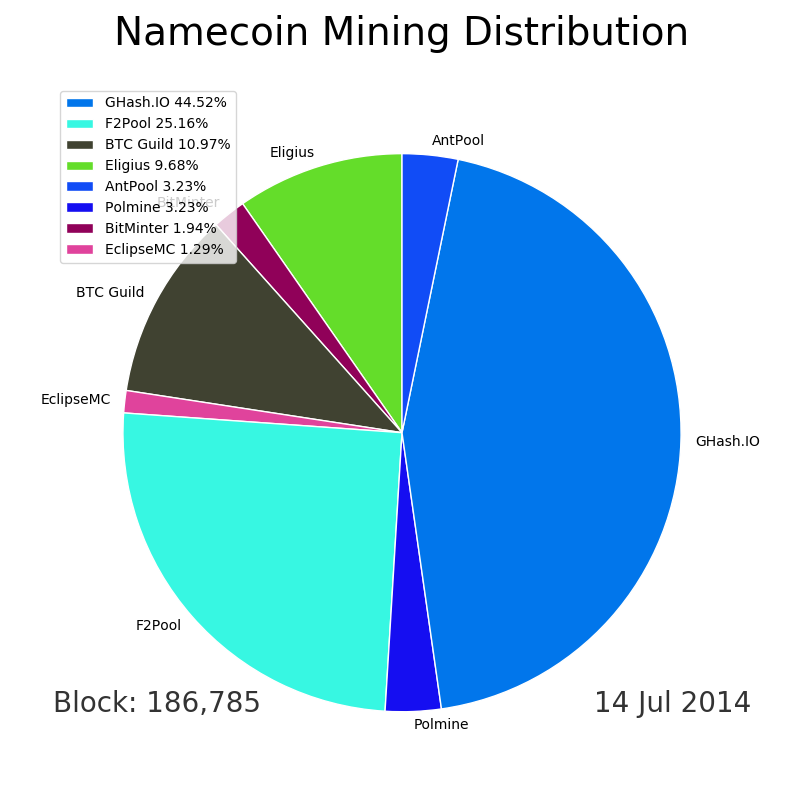 Namecoin Mining Distribution
GHash.IO 44.52%
F2Pool 25.16%
BTC Guild 10.97%
Eligius 9.68%
AntPool 3.23%
Polmine 3.23%
BitMinter 1.94%
EclipseMC 1.29%
AntPool
Eligius
BitMinter
BTC Guild
EclipseMC
GHash.IO
F2Pool
Polmine
Block: 186,785
14 Jul 2014